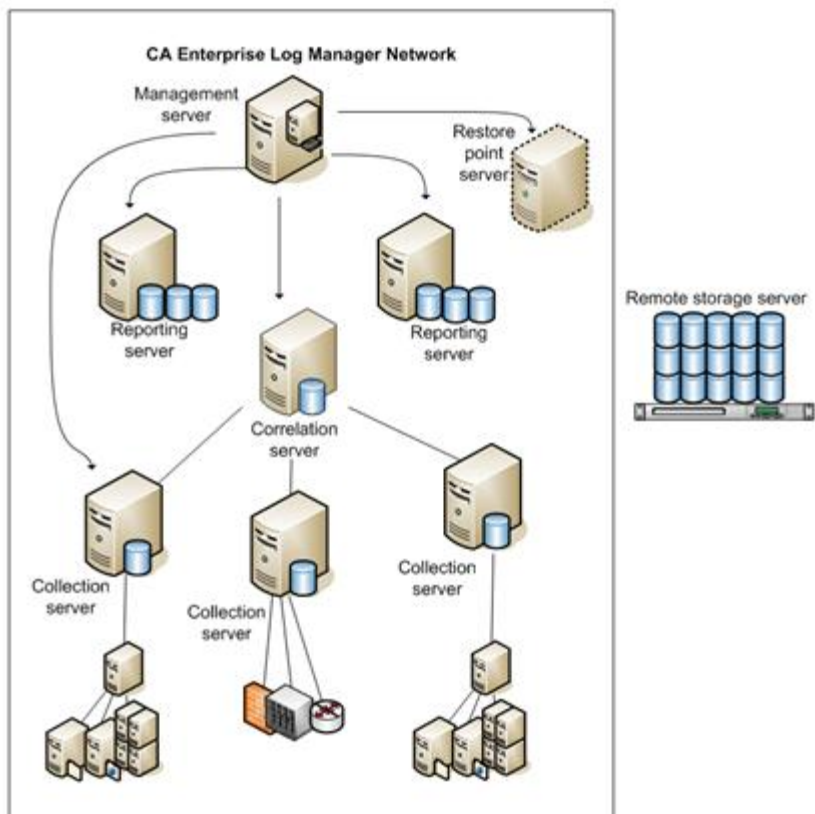 CA Enterprise Log Manager Network
Management
server
Restore
point
server
Reporting
server
Reporting
server
Remote storage server
Correlation
server
Collection
server
Collection
server
Collection
server